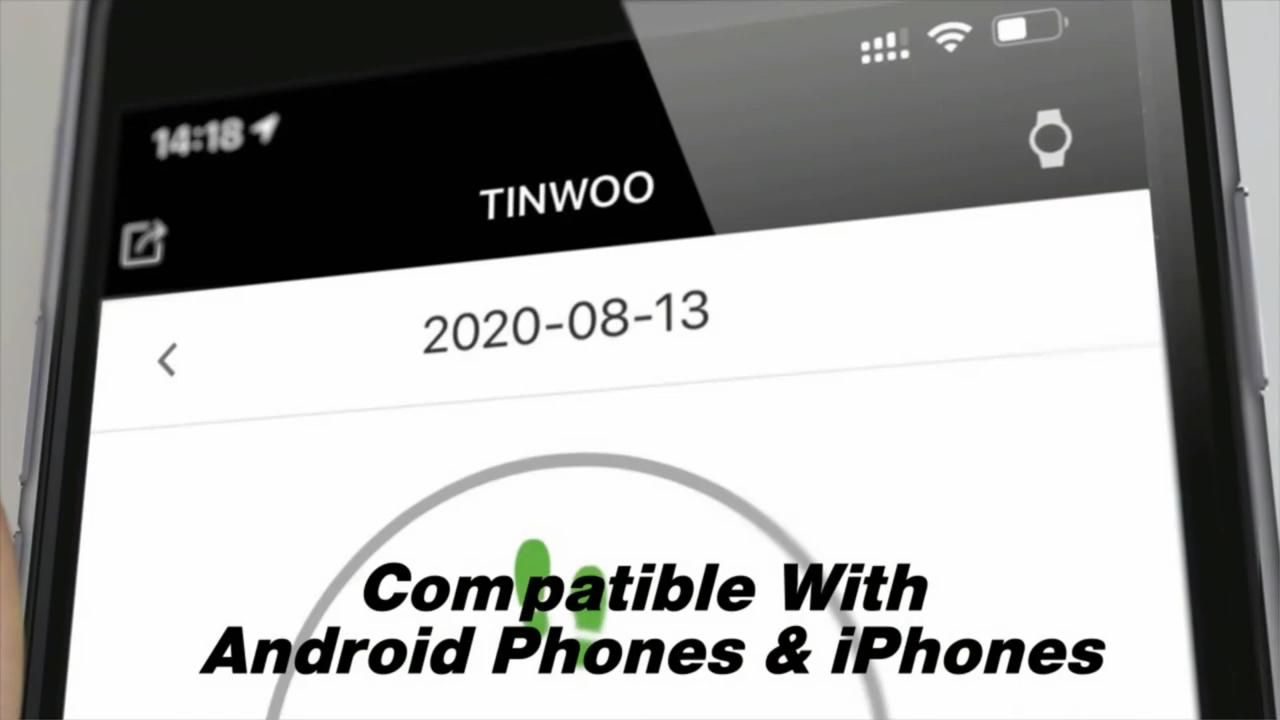 14:18
TINWOO
2020-08-13
Compatible With
Android Phones & iPhones